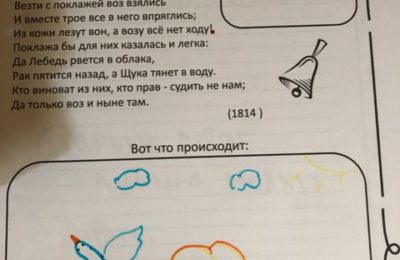 Везти с поклажей воз взялись
И вместе трое все в него впряглись;
Из кожи лезут вон, а возу всё нет ходу!
Поклажа бы для них казалась и легка:
Да Лебедь рвется в облака,
Рак пятится назад, а Щука тянет в воду.
Кто виноват из них, кто прав - судить не нам;
Да только воз и ныне там.
(1814 )
Вот что происходит: